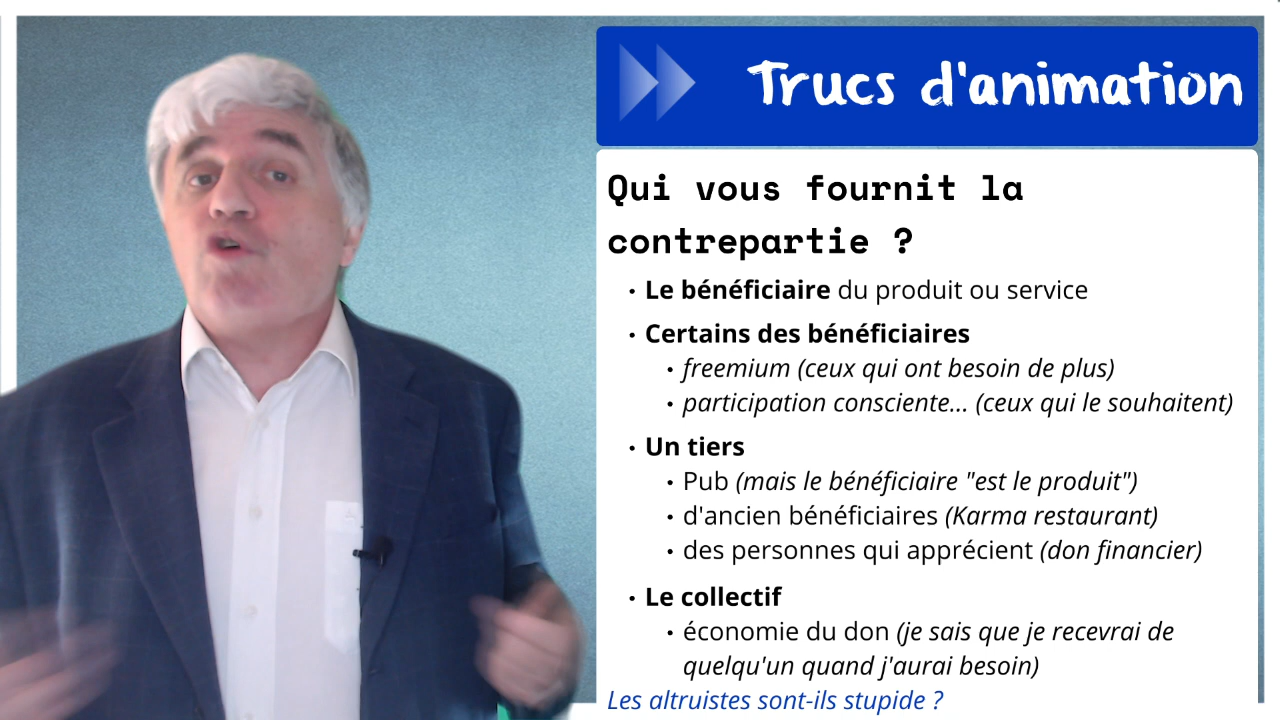 Trucs d'animation
Qui vous fournit la
contrepartie ?
• Le bénéficiaire du produit ou service
• Certains des bénéficiaires
• freemium (ceux qui ont besoin de plus)
• participation consciente... (ceux qui le souhaitent)
• Un tiers
• Pub (mais le bénéficiaire "est le produit")
• d'ancien bénéficiaires (Karma restaurant)
• des personnes qui apprécient (don financier)
• Le collectif
• économie du don (je sais que je recevrai de
quelqu'un quand j'aurai besoin)
Les altruistes sont-ils stupide ?